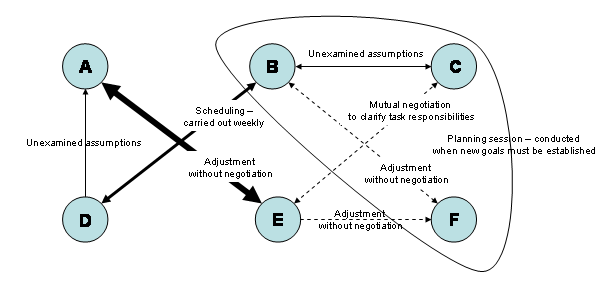 Unexamined assumptions
A
B
C
Scheduling –
carried out weekly
Mutual negotiation
to clarify task responsibilities
Unexamined assumptions
Planning session – conducted
when new goals must be established
Adjustment
without negotiation
Adjustment
without negotiation
D
E
Adjustment
without negotiation
F